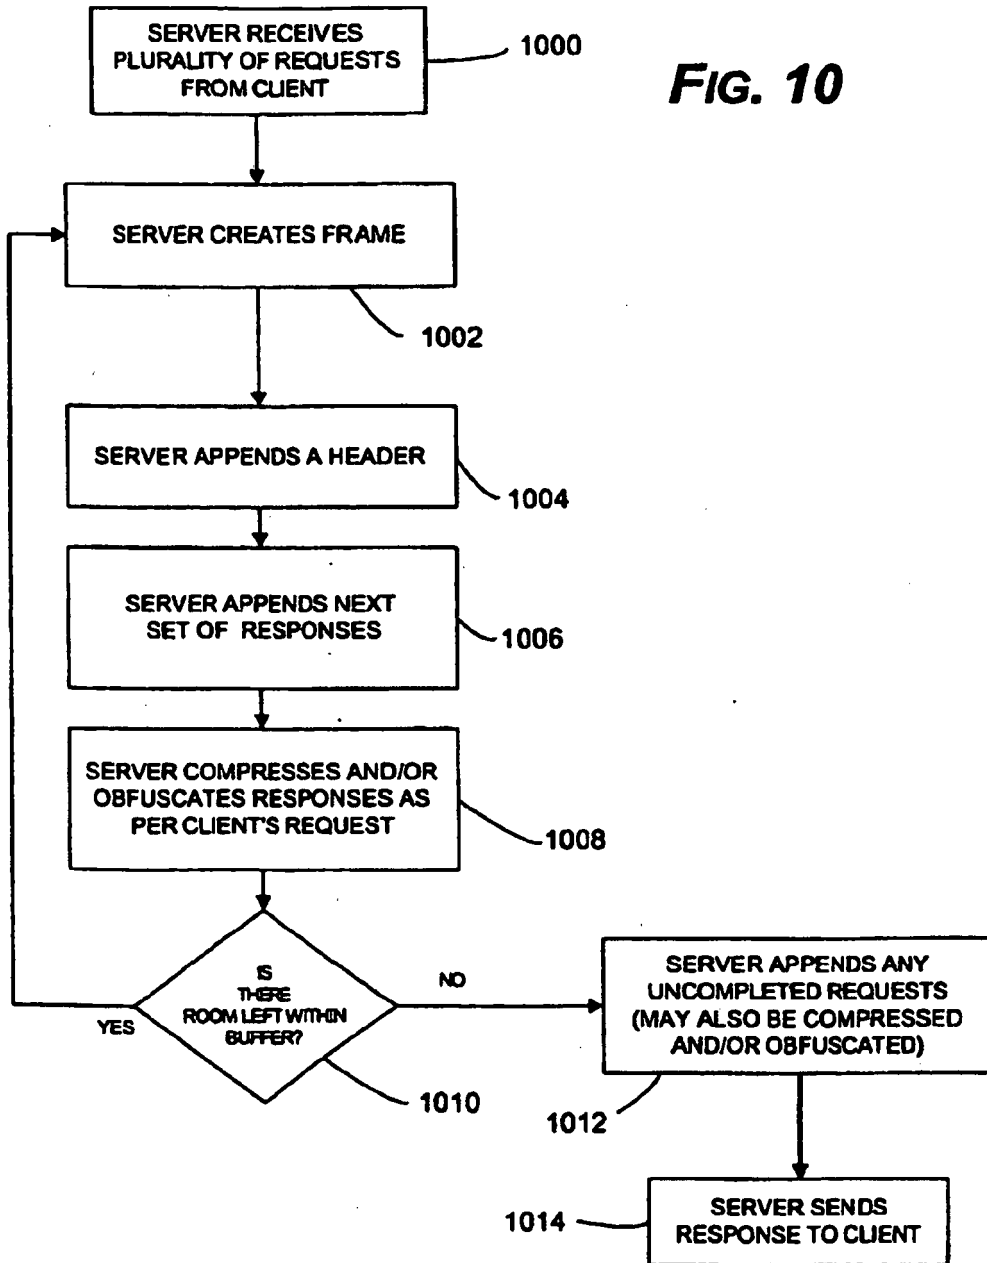 SERVER RECEIVES
PLURALITY OF REQUESTS
FROM CLIENT
1000
FIG. 10
SERVER CREATES FRAME
1002
SERVER APPENDS A HEADER
1004
SERVER APPENDS NEXT
SET OF RESPONSES
1006
SERVER COMPRESSES AND/OR
OBFUSCATES RESPONSES AS
PER CLIENT'S REQUEST
1008
IS
THERE
ROOM LEFT WITHIN
BUFFER?
YES
NO
1010
SERVER APPENDS ANY
UNCOMPLETED REQUESTS
(MAY ALSO BE COMPRESSED
AND/OR OBFUSCATED)
1012
SERVER SENDS
RESPONSE TO CLIENT
1014